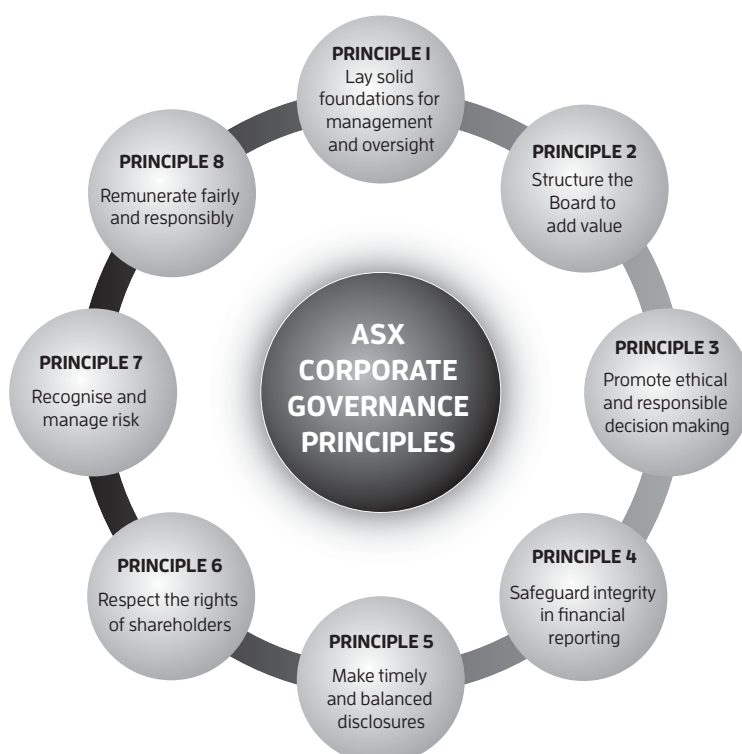 PRINCIPLE I
Lay solid
foundations for
management
and oversight
PRINCIPLE 2
Structure the
Board to
add value
PRINCIPLE 3
Promote ethical
and responsible
decision making
PRINCIPLE 4
Safeguard integrity
in financial
reporting
PRINCIPLE 5
Make timely
and balanced
disclosures
PRINCIPLE 6
Respect the rights
of shareholders
PRINCIPLE 7
Recognise and
manage risk
PRINCIPLE 8
Remunerate fairly
and responsibly
ASX
CORPORATE
GOVERNANCE
PRINCIPLES